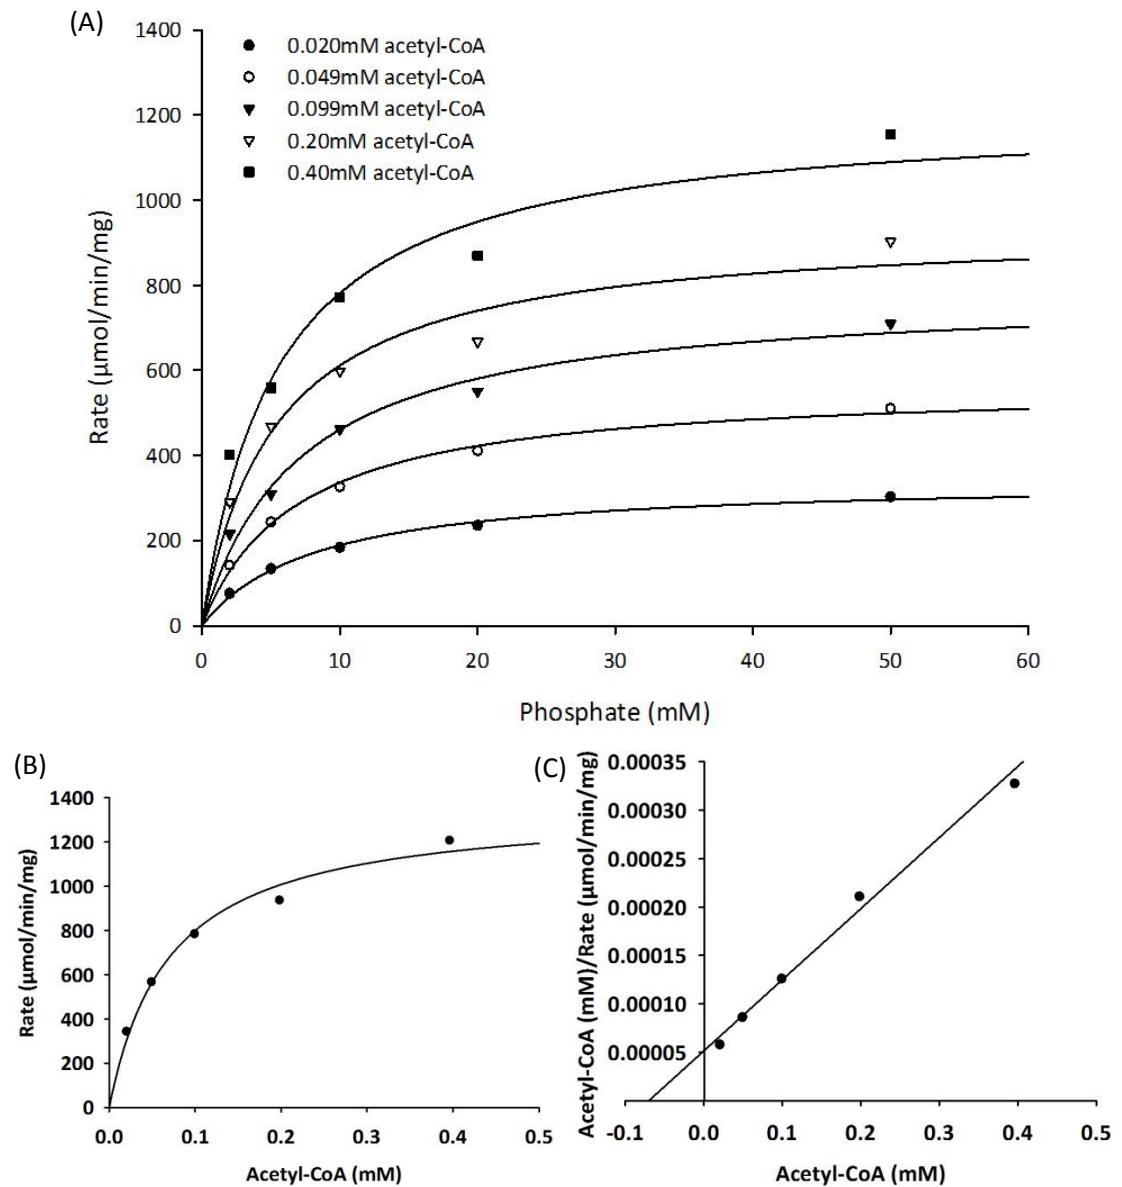 (A)
1400
1200
1000
800
600
400
200
0
Rate (µmol/min/mg)
0.020mM acetyl-CoA
0.049mM acetyl-CoA
0.099mM acetyl-CoA
0.20mM acetyl-CoA
0.40mM acetyl-CoA
0 10 20 30 40 50 60
Phosphate (mM)
(B)
1400
1200
1000
800
600
400
200
0
Rate (µmol/min/mg)
0.0 0.1 0.2 0.3 0.4 0.5
Acetyl-CoA (mM)
(C)
Acetyl-CoA (mM)/Rate (µmol/min/mg)
0.00035
0.00030
0.00025
0.00020
0.00015
0.00010
0.00005
-0.1 0.0 0.1 0.2 0.3 0.4 0.5
Acetyl-CoA (mM)